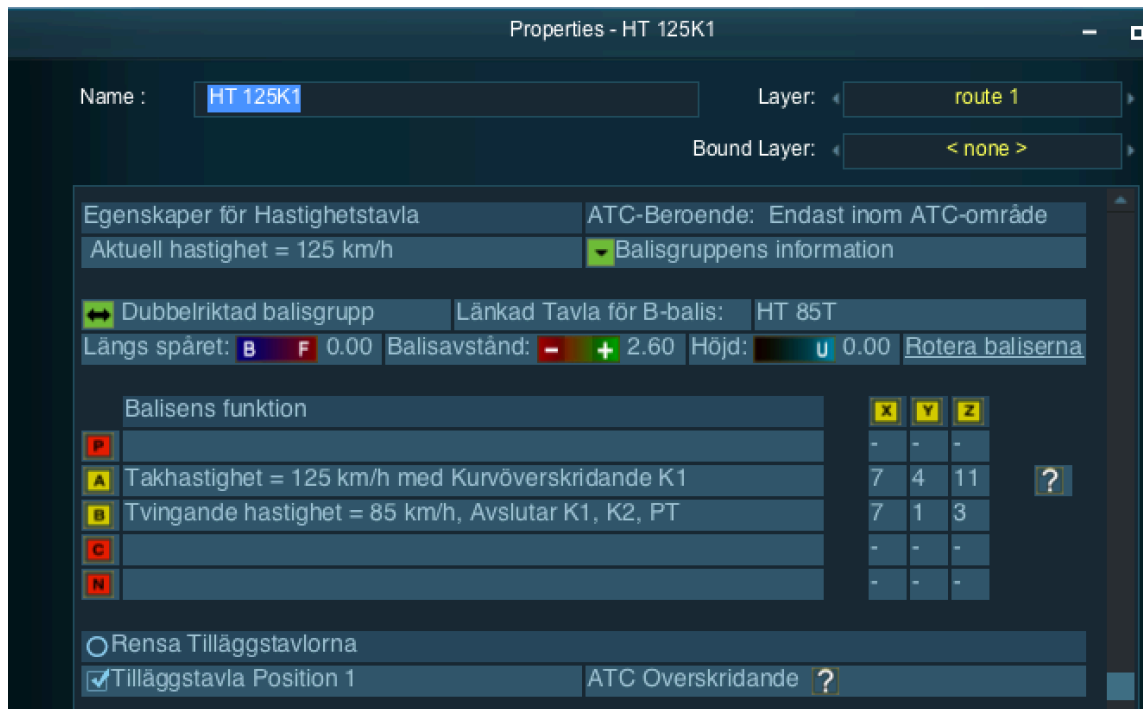 Properties - HT 125K1
Name : HT 125K1 Layer: route 1
Bound Layer: < none >
Egenskaper för Hastighetstavla ATC-Beroende: Endast inom ATC-område
Aktuell hastighet = 125 km/h Balisgruppens information
Dubbelriktad balisgrupp Länkad Tavla för B-balis: HT 85T
Längs spåret: B F 0.00 Balisavstånd: - + 2.60 Höjd: U 0.00 Rotera baliserna
Balisens funktion X Y Z
P - - -
A Takhastighet = 125 km/h med Kurvöverskridande K1 7 4 11 ?
B Tvingande hastighet = 85 km/h, Avslutar K1, K2, PT 7 1 3
C - - -
N - - -
Rensa Tilläggstavlorna
Tilläggstavla Position 1 ATC Overskridande ?